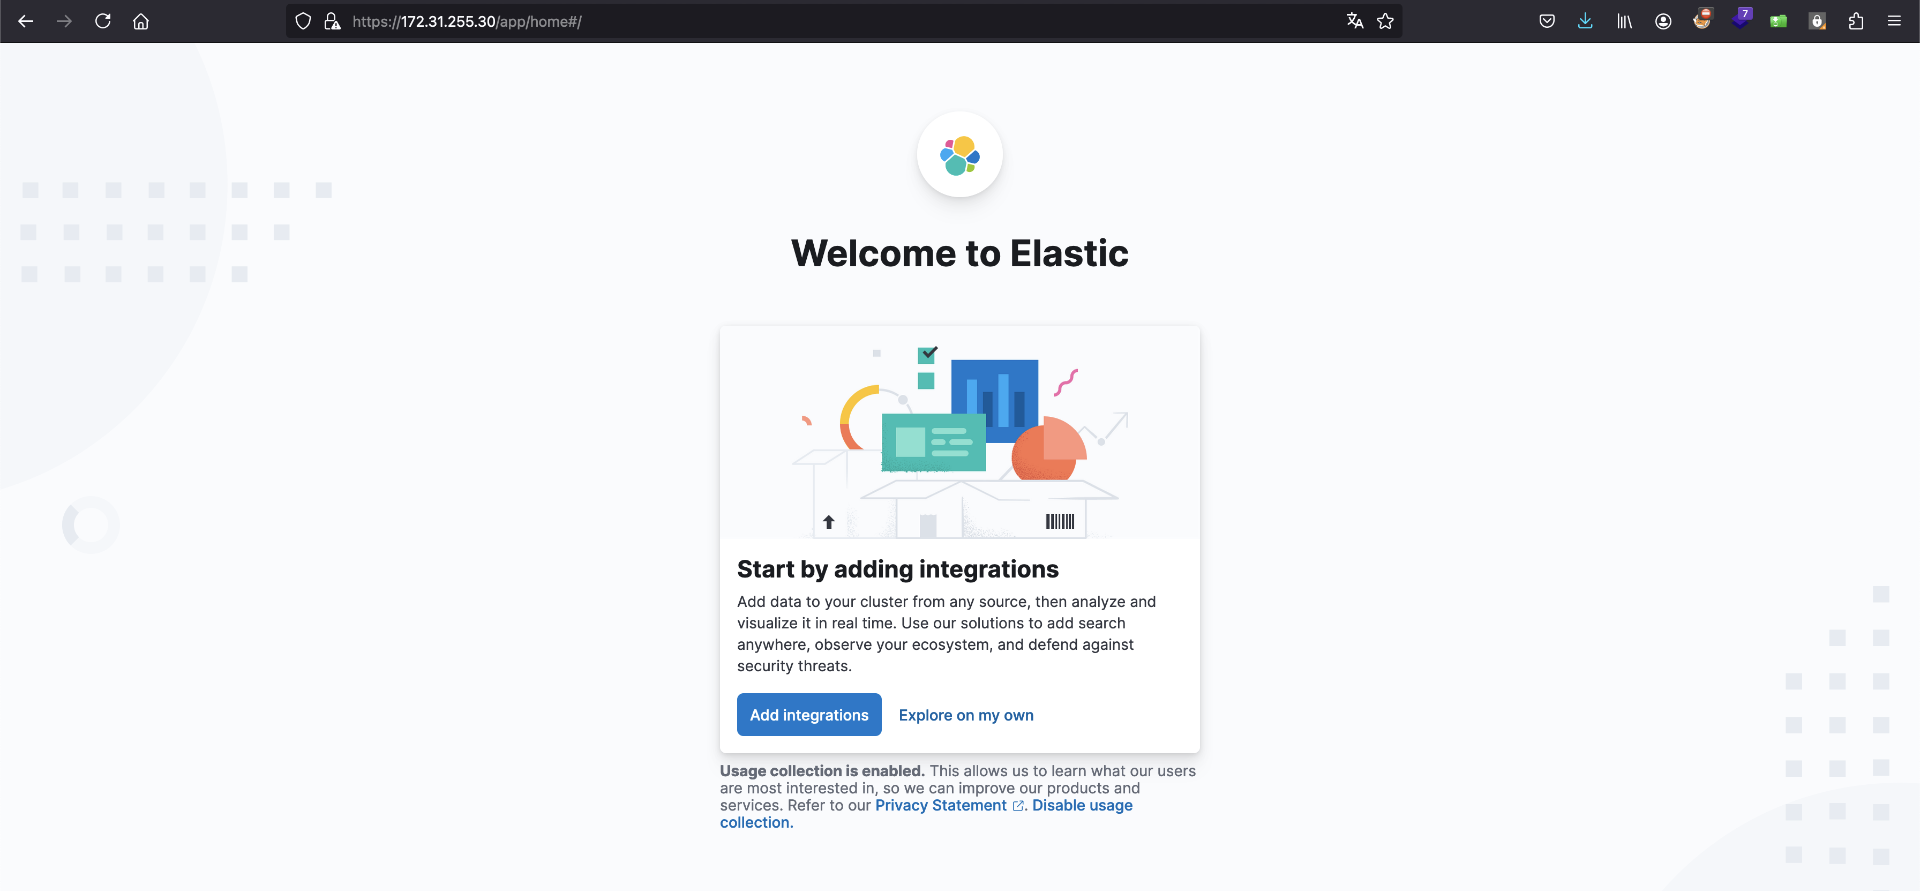 https://172.31.255.30/app/home#/
7
Welcome to Elastic
Start by adding integrations
Add data to your cluster from any source, then analyze and
visualize it in real time. Use our solutions to add search
anywhere, observe your ecosystem, and defend against
security threats.
Add integrations
Explore on my own
Usage collection is enabled. This allows us to learn what our users
are most interested in, so we can improve our products and
services. Refer to our Privacy Statement. Disable usage
collection.